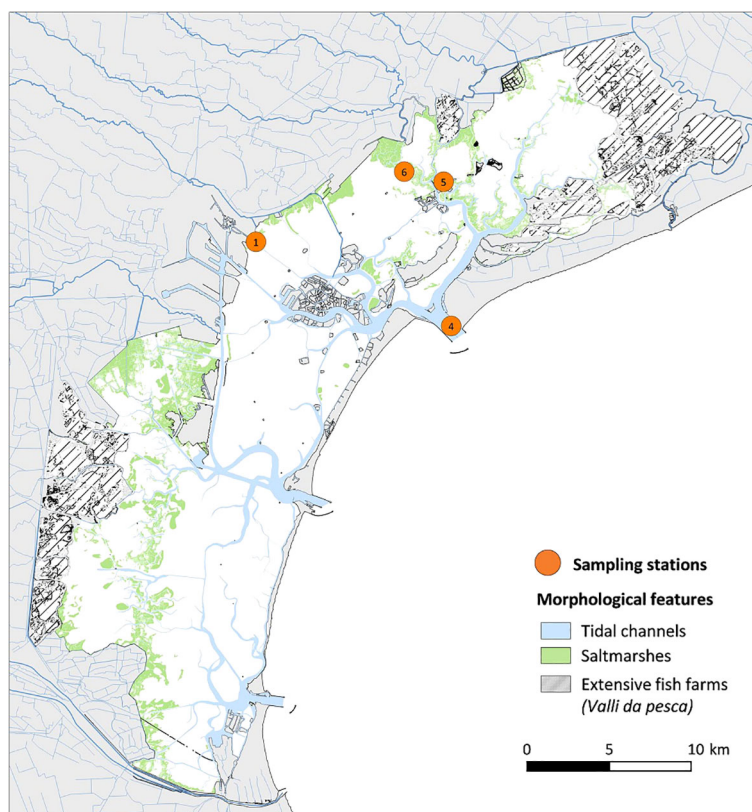 6
5
1
4
Sampling stations
Morphological features
Tidal channels
Saltmarshes
Extensive fish farms
(Valli da pesca)
0 5 10 km